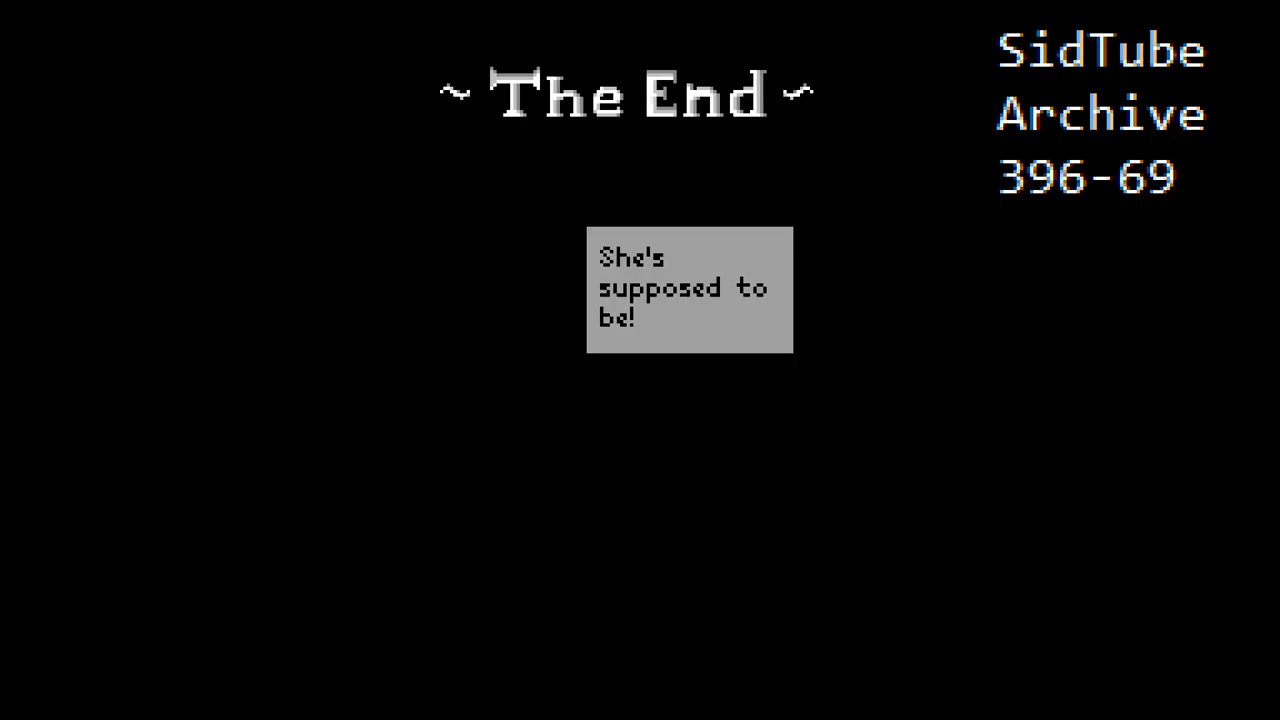 ~ The End ~
SidTube
Archive
396-69
She's
supposed to
be!